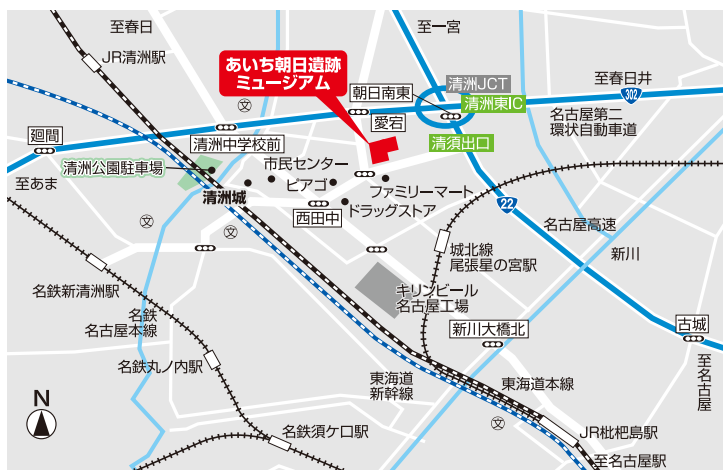 至春日
至一宮
JR清洲駅
あいち朝日遺跡
ミュージアム
清洲JCT
朝日南東
清洲東IC
至春日井
302
愛宕
名古屋第二
環状自動車道
文
廻間
清洲中学校前
清須出口
清洲公園駐車場
市民センター
至あま
ピアゴ
ファミリーマート
清洲城
ドラッグストア
西田中
22
文
文
名古屋高速
城北線
尾張星の宮駅
新川
名鉄新清洲駅
キリンビール
名古屋工場
名鉄
名古屋本線
新川大橋北
古城
名鉄丸ノ内駅
至名古屋
東海道
新幹線
東海道本線
N
文
名鉄須ケ口駅
JR枇杷島駅
至名古屋駅